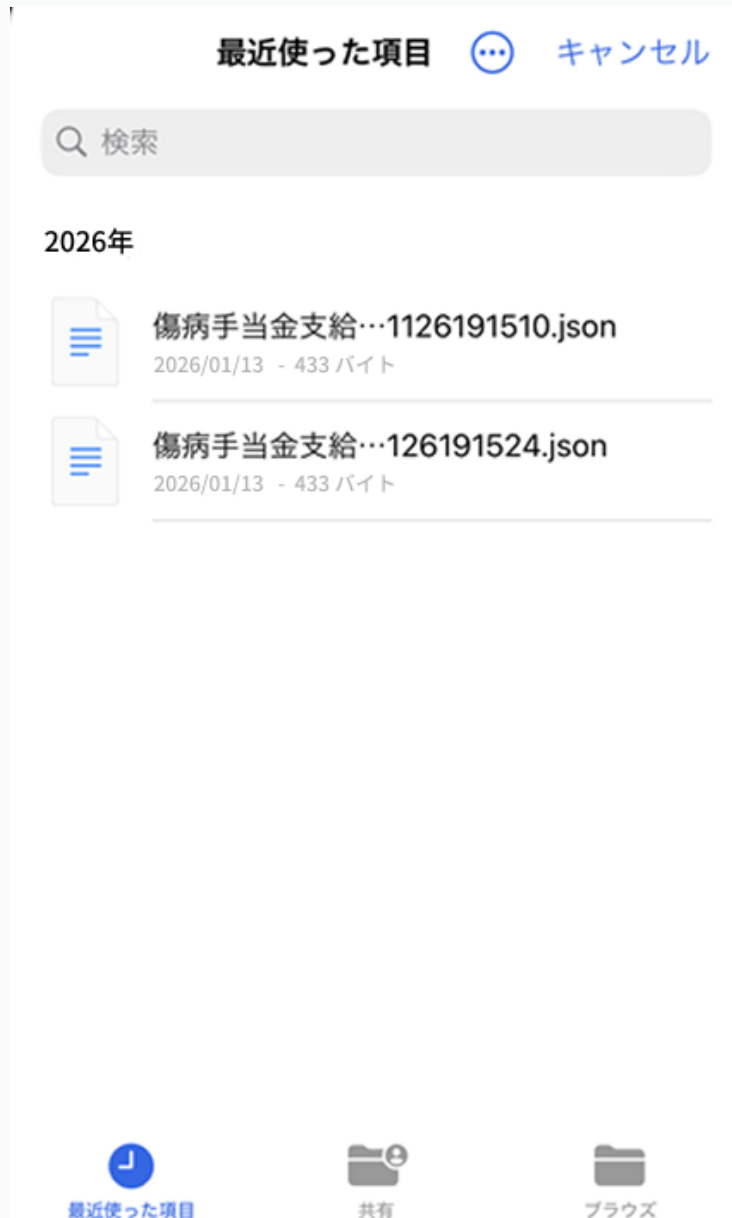 最近使った項目 キャンセル
検索
2026年
傷病手当金支給…1126191510.json
2026/01/13 - 433 バイト
傷病手当金支給…126191524.json
2026/01/13 - 433 バイト
最近使った項目 共有 ブラウズ